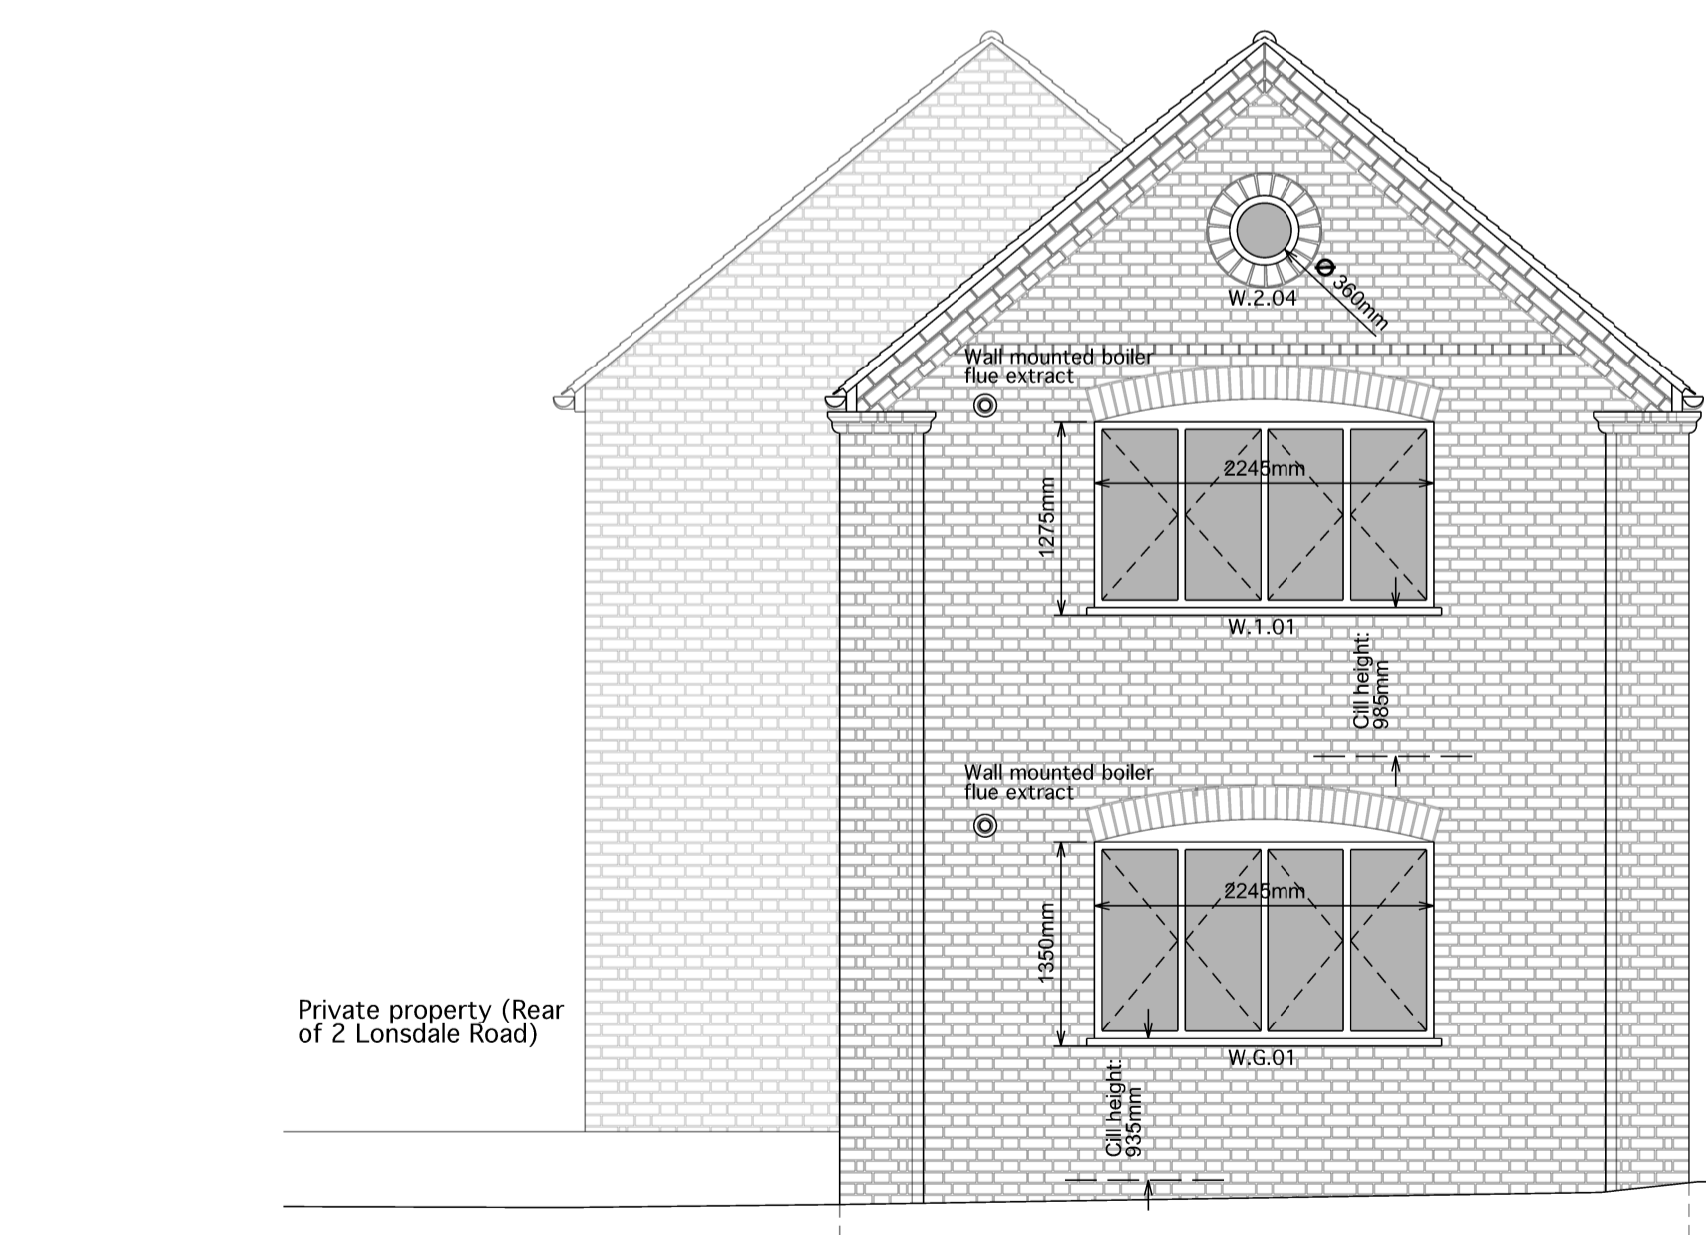 Ø 360mm
W.2.04
Wall mounted boiler
flue extract
2245mm
1275mm
W.1.01
Cill height:
985mm
Wall mounted boiler
flue extract
2245mm
1350mm
Private property (Rear
of 2 Lonsdale Road)
W.G.01
Cill height:
935mm